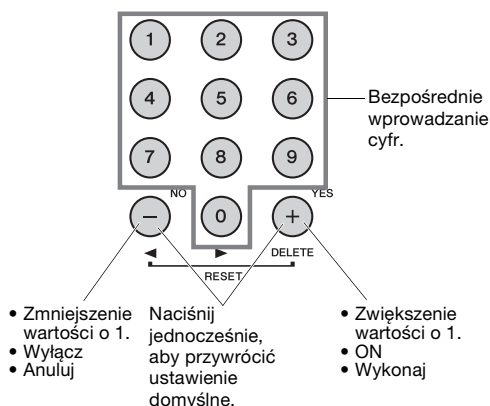 1 2 3
4 5 6
7 8 9
NO YES
− 0 +
◄ ► DELETE
RESET
Bezpośrednie
wprowadzanie
cyfr.
• Zmniejszenie
wartości o 1.
• Wyłącz
• Anuluj
Naciśnij
jednocześnie,
aby przywrócić
ustawienie
domyślne.
• Zwiększenie
wartości o 1.
• ON
• Wykonaj